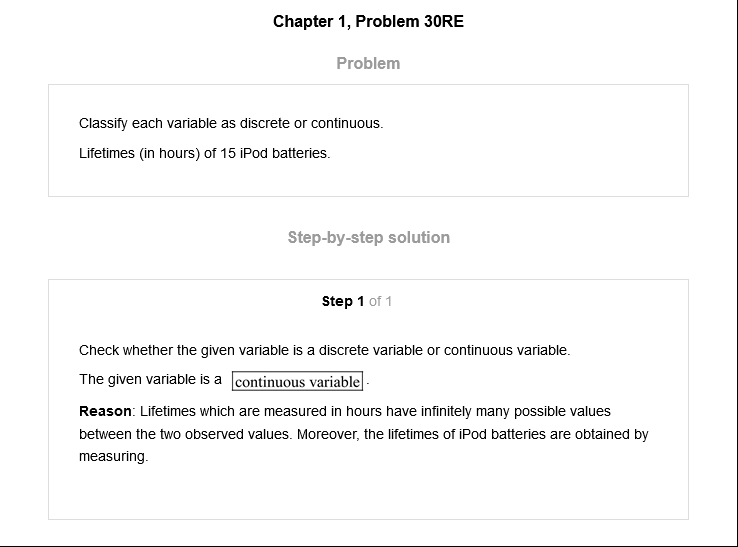 Chapter 1, Problem 30RE
Problem
Classify each variable as discrete or continuous.
Lifetimes (in hours) of 15 iPod batteries.
Step-by-step solution
Step 1 of 1
Check whether the given variable is a discrete variable or continuous variable.
The given variable is a continuous variable.
Reason: Lifetimes which are measured in hours have infinitely many possible values
between the two observed values. Moreover, the lifetimes of iPod batteries are obtained by
measuring.